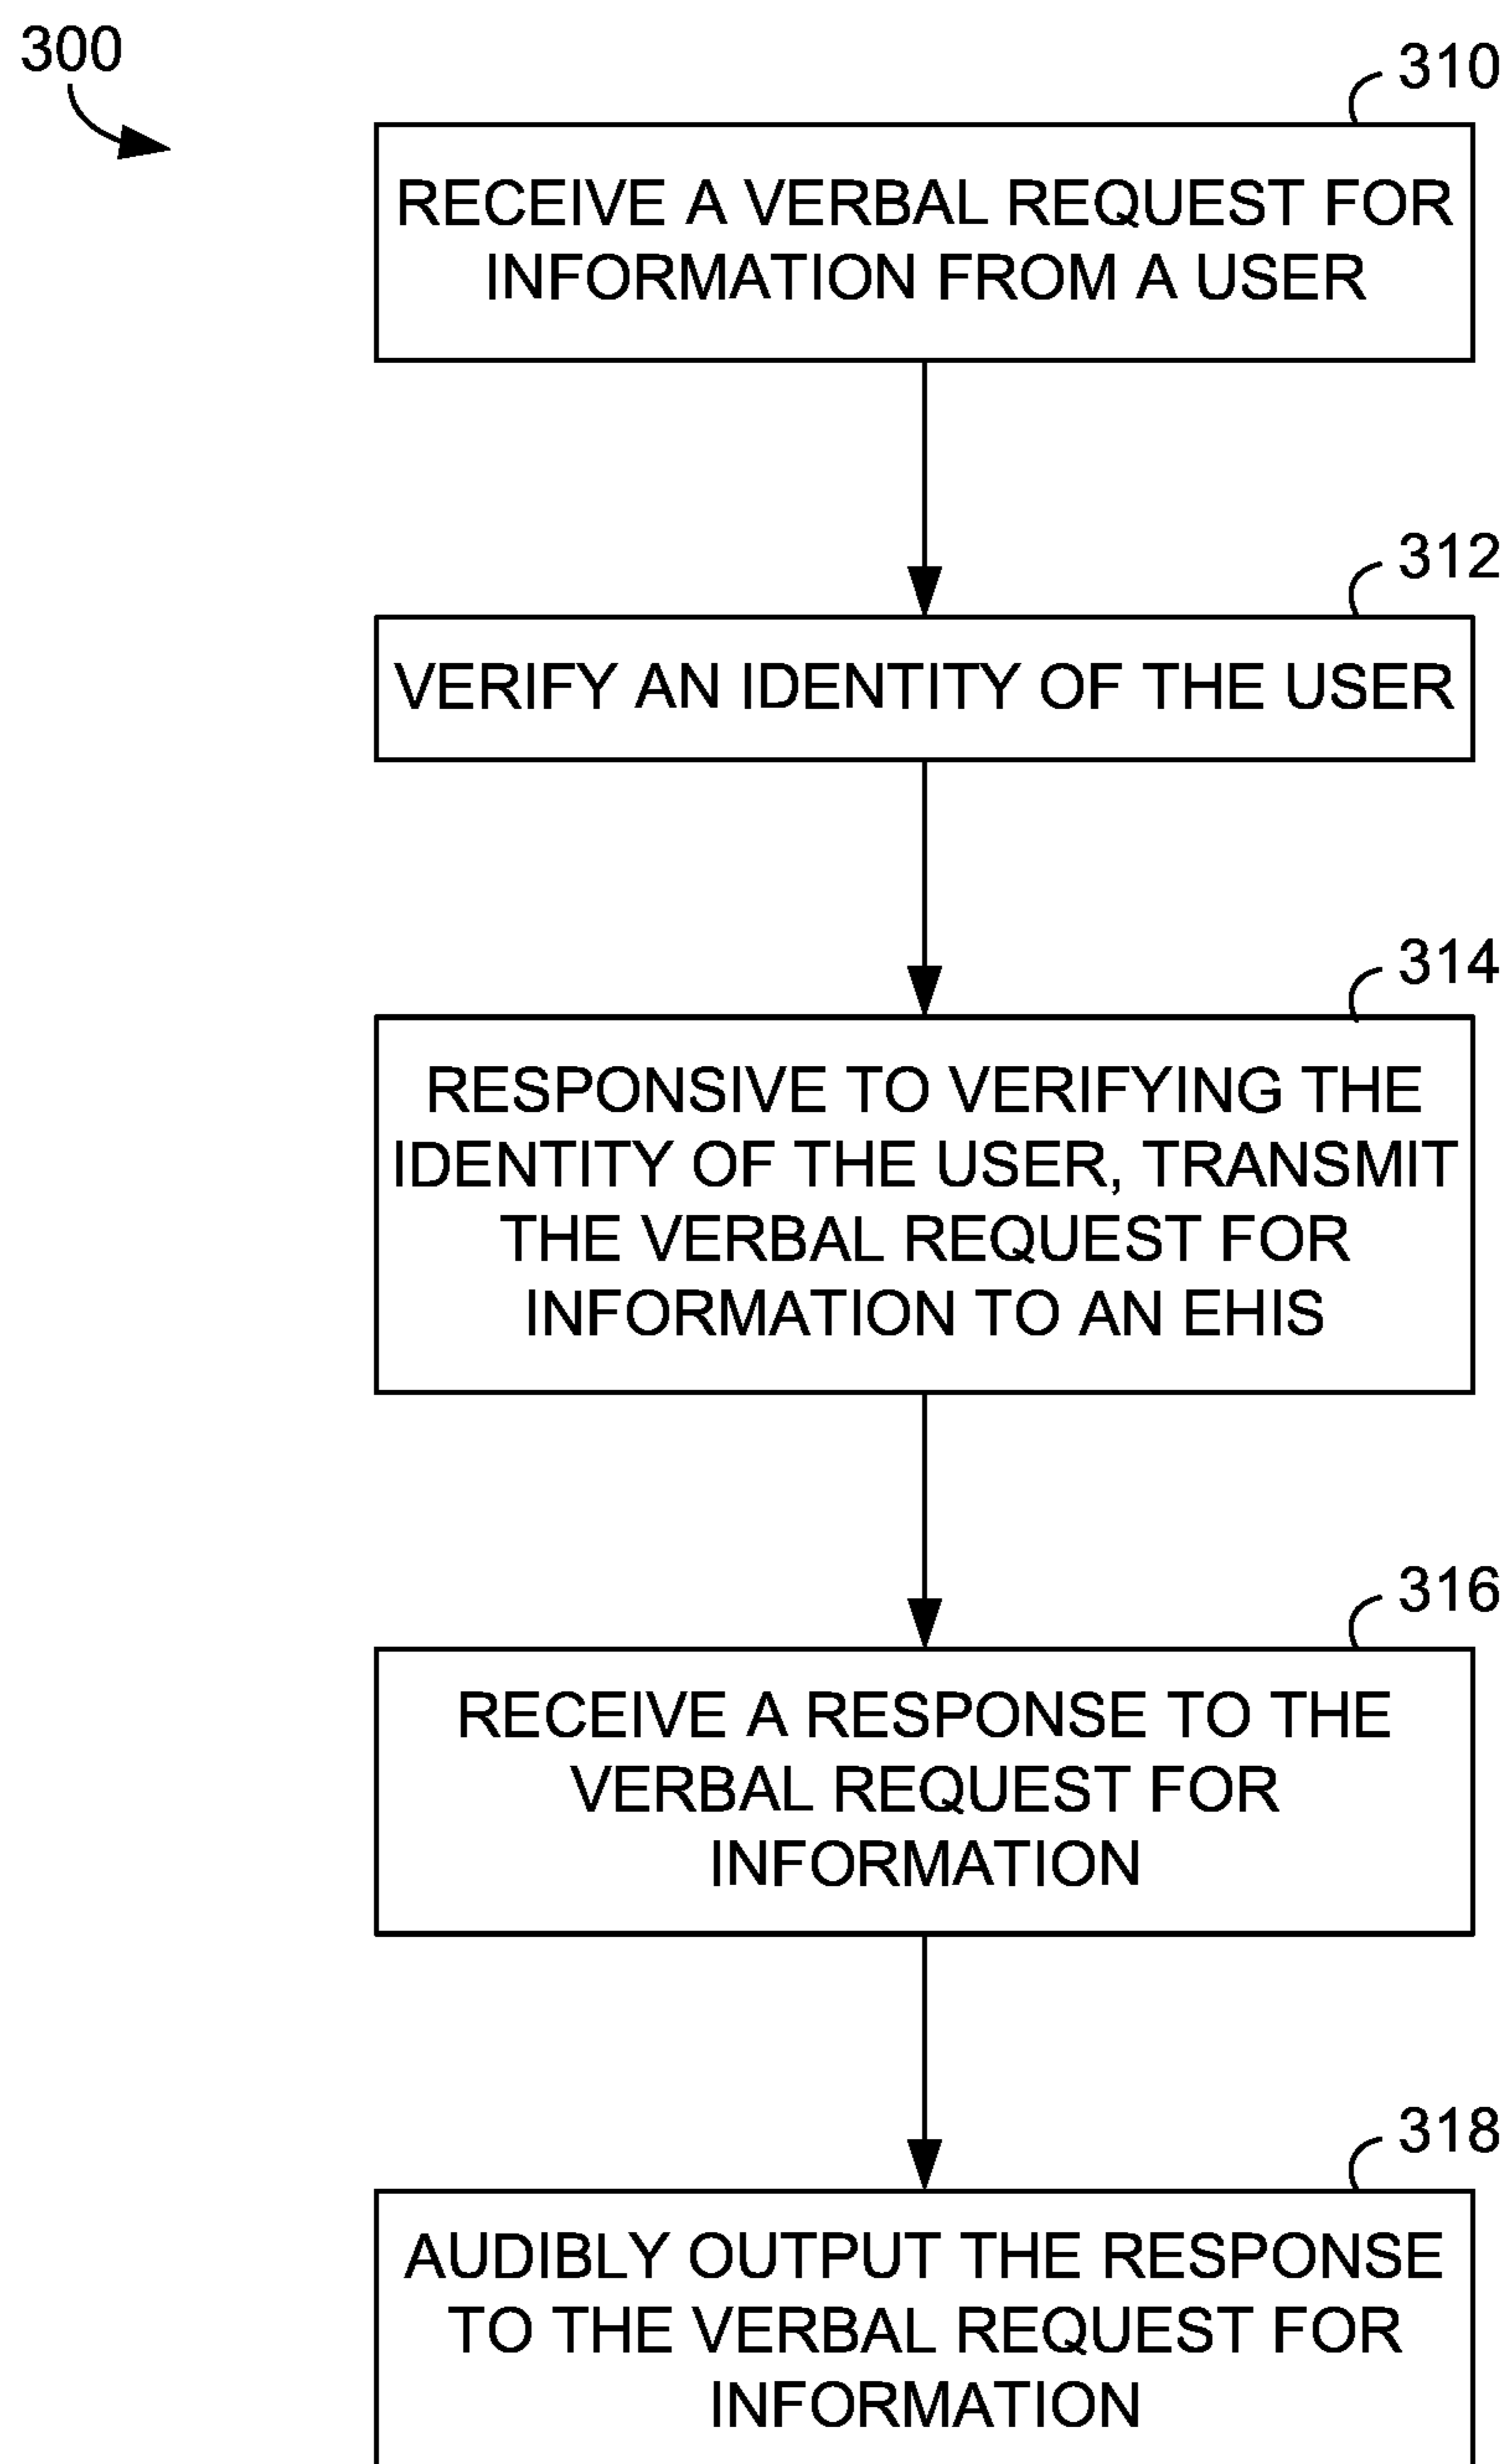 300
310
RECEIVE A VERBAL REQUEST FOR
INFORMATION FROM A USER
312
VERIFY AN IDENTITY OF THE USER
314
RESPONSIVE TO VERIFYING THE
IDENTITY OF THE USER, TRANSMIT
THE VERBAL REQUEST FOR
INFORMATION TO AN EHIS
316
RECEIVE A RESPONSE TO THE
VERBAL REQUEST FOR
INFORMATION
318
AUDIBLY OUTPUT THE RESPONSE
TO THE VERBAL REQUEST FOR
INFORMATION